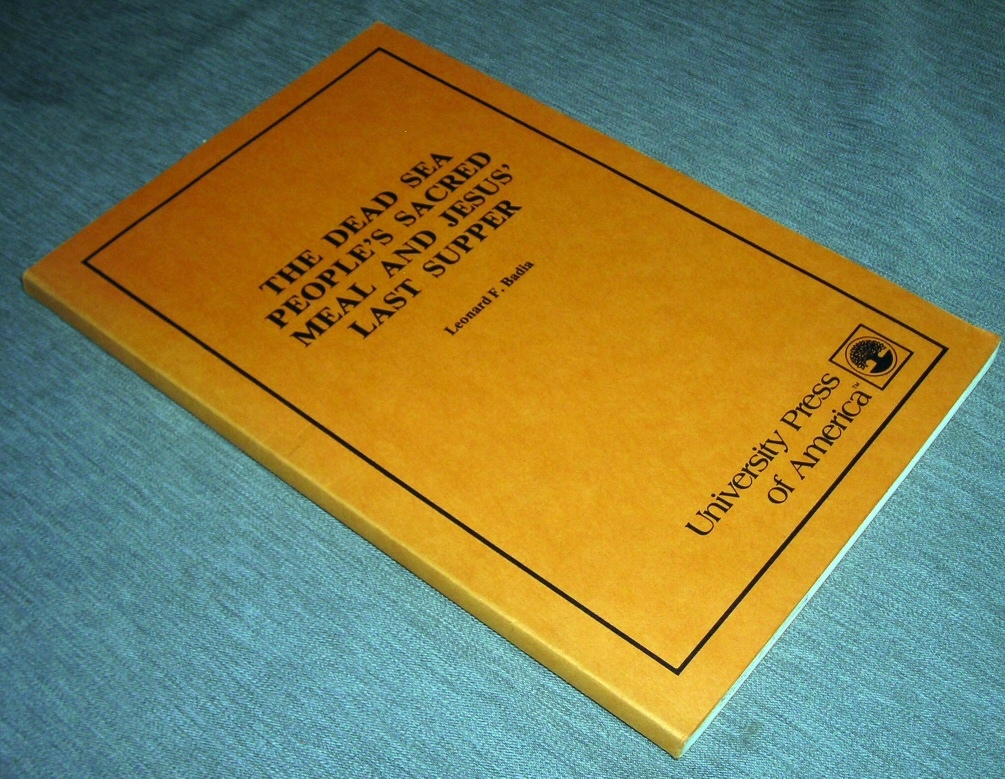 THE DEAD SEA
PEOPLE'S SACRED
MEAL AND JESUS'
LAST SUPPER
Leonard F. Badia
University Press
of America™